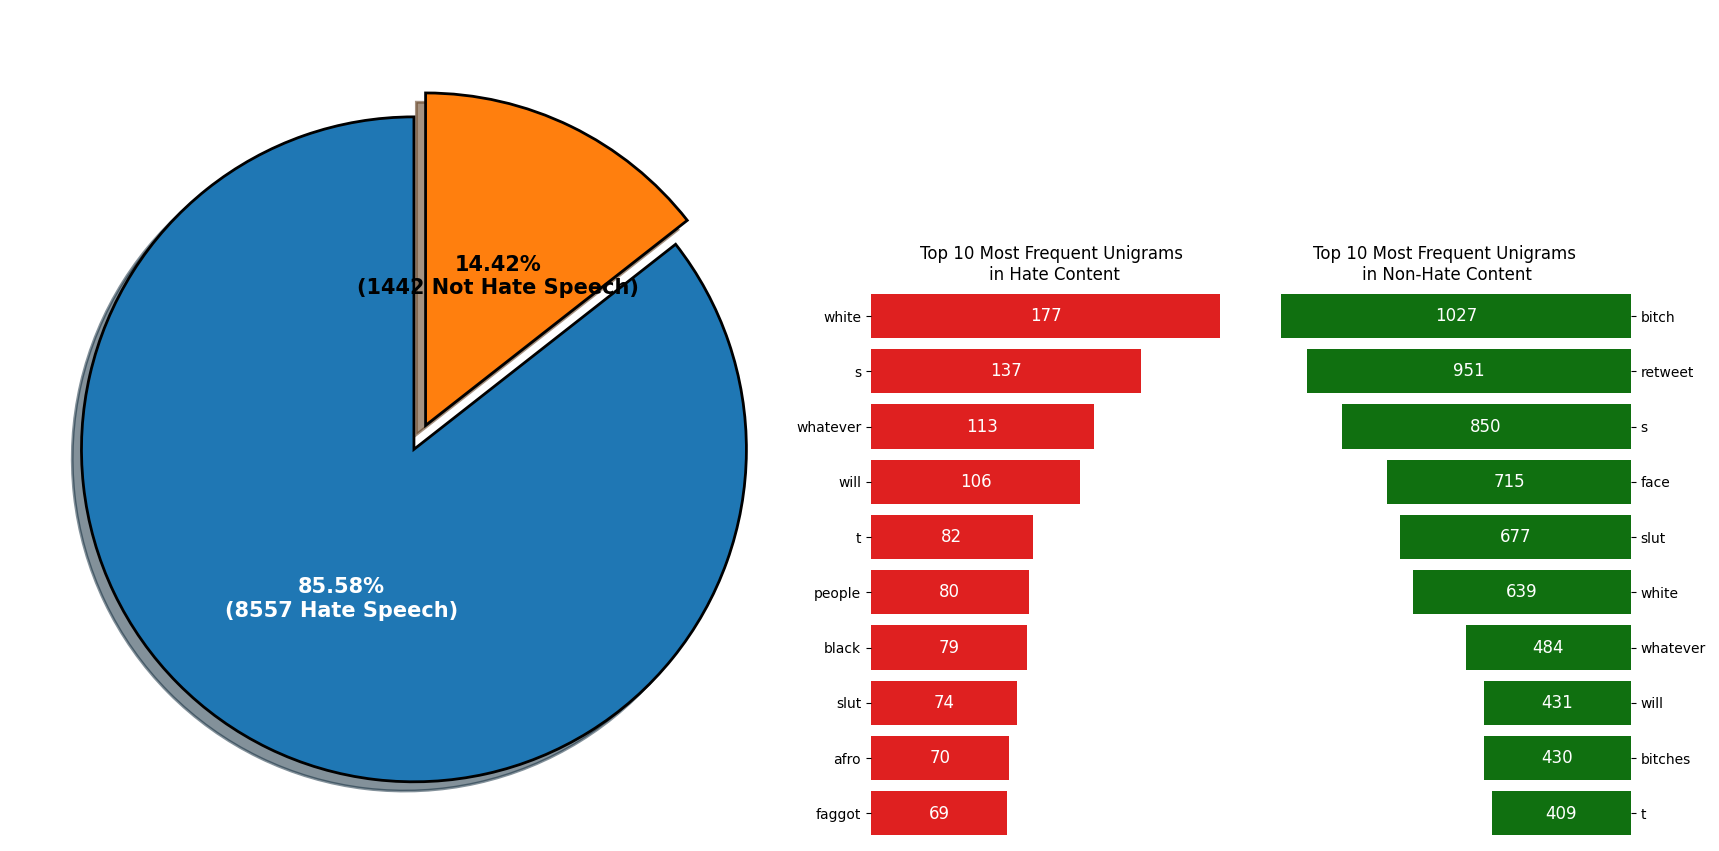 14.42%
(1442 Not Hate Speech)
85.58%
(8557 Hate Speech)
Top 10 Most Frequent Unigrams
in Hate Content
white 177
s 137
whatever 113
will 106
t 82
people 80
black 79
slut 74
afro 70
faggot 69
Top 10 Most Frequent Unigrams
in Non-Hate Content
1027 bitch
951 retweet
850 s
715 face
677 slut
639 white
484 whatever
431 will
430 bitches
409 t